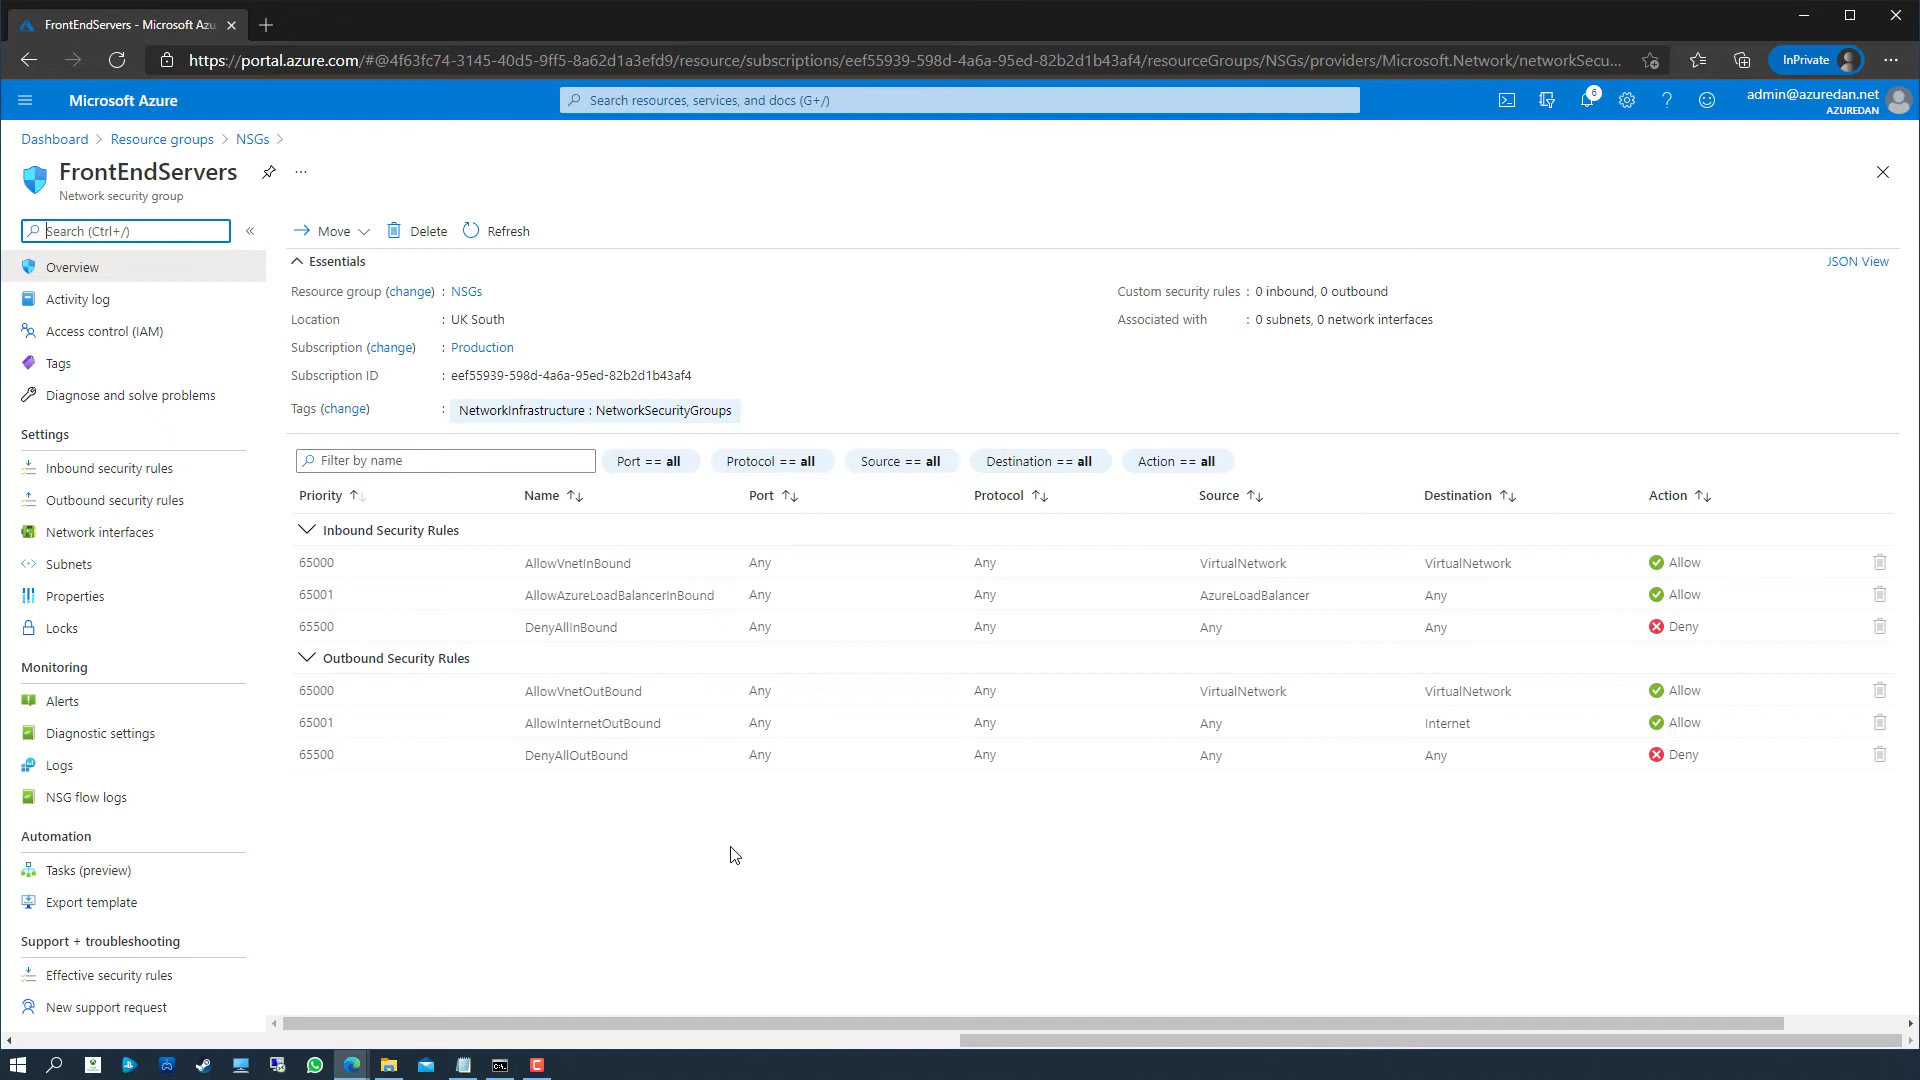 FrontEndServers - Microsoft Azu
https://portal.azure.com/#@4f63fc74-3145-40d5-9ff5-8a62d1a3efd9/resource/subscriptions/eef55939-598d-4a6a-95ed-82b2d1b43af4/resourceGroups/NSGs/providers/Microsoft.Network/networkSecu...
InPrivate
Microsoft Azure
Search resources, services, and docs (G+/)
6
admin@azuredan.net
AZUREDAN
Dashboard > Resource groups > NSGs >
FrontEndServers
Network security group
Search (Ctrl+/)
«
Move
Delete
Refresh
Overview
Activity log
Access control (IAM)
Tags
Diagnose and solve problems
Settings
Inbound security rules
Outbound security rules
Network interfaces
Subnets
Properties
Locks
Monitoring
Alerts
Diagnostic settings
Logs
NSG flow logs
Automation
Tasks (preview)
Export template
Support + troubleshooting
Effective security rules
New support request
Essentials
JSON View
Resource group (change) : NSGs
Location : UK South
Subscription (change) : Production
Subscription ID : eef55939-598d-4a6a-95ed-82b2d1b43af4
Tags (change) : NetworkInfrastructure : NetworkSecurityGroups
Custom security rules : 0 inbound, 0 outbound
Associated with : 0 subnets, 0 network interfaces
Filter by name
Port == all
Protocol == all
Source == all
Destination == all
Action == all
Priority Name Port Protocol Source Destination Action
Inbound Security Rules
65000 AllowVnetInBound Any Any VirtualNetwork VirtualNetwork Allow
65001 AllowAzureLoadBalancerInBound Any Any AzureLoadBalancer Any Allow
65500 DenyAllInBound Any Any Any Any Deny
Outbound Security Rules
65000 AllowVnetOutBound Any Any VirtualNetwork VirtualNetwork Allow
65001 AllowInternetOutBound Any Any Any Internet Allow
65500 DenyAllOutBound Any Any Any Any Deny